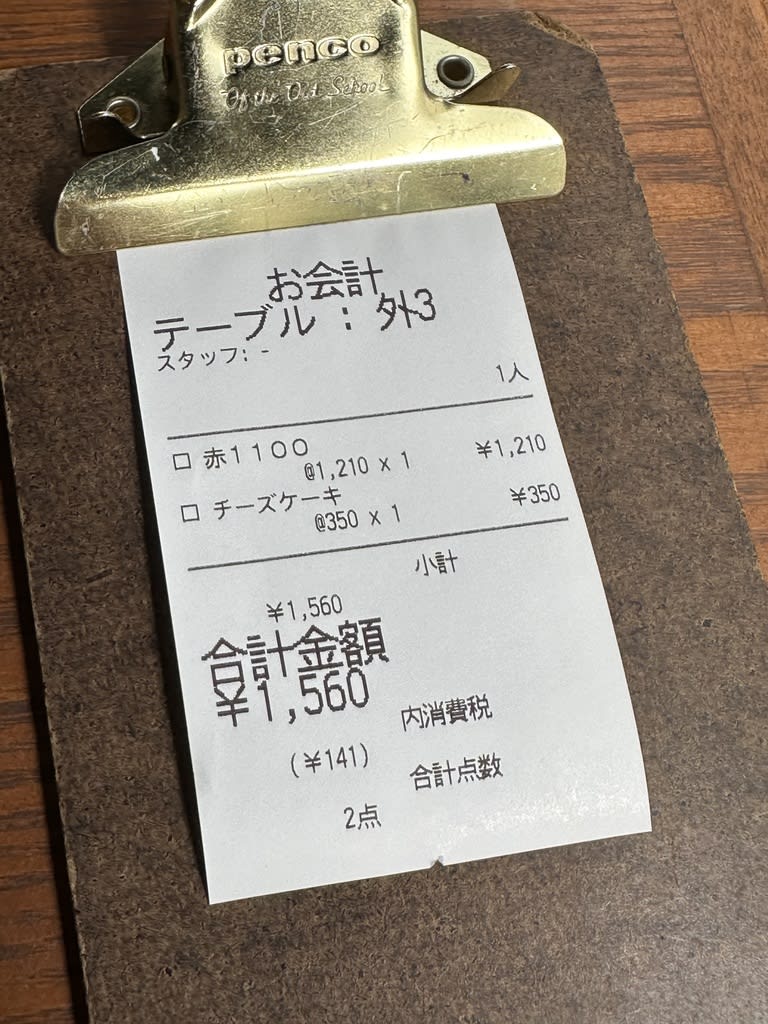 penco
Of the Old School
お会計
テーブル : 外3
スタッフ: -
1人
□ 赤1100 ¥1,210
@1,210 x 1
□ チーズケーキ ¥350
@350 x 1
小計
¥1,560
合計金額
¥1,560
内消費税
(¥141)
合計点数
2点